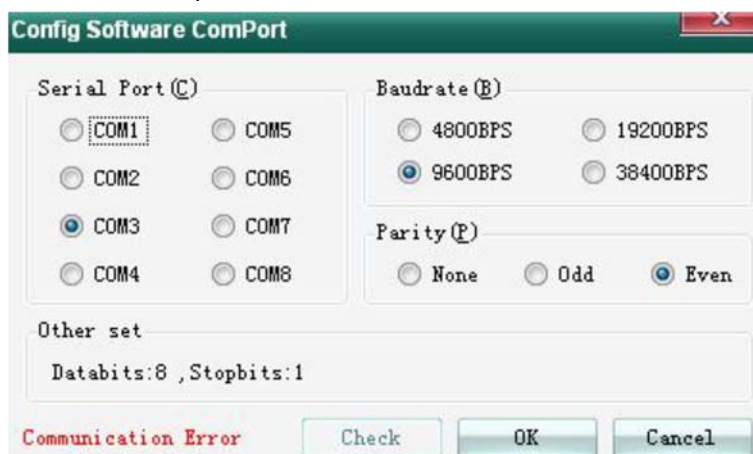 Config Software ComPort
Serial Port(C)
COM1
COM5
COM2
COM6
COM3
COM7
COM4
COM8
Baudrate(B)
4800BPS
19200BPS
9600BPS
38400BPS
Parity(P)
None
Odd
Even
Other set
Databits:8 ,Stopbits:1
Communication Error
Check
OK
Cancel